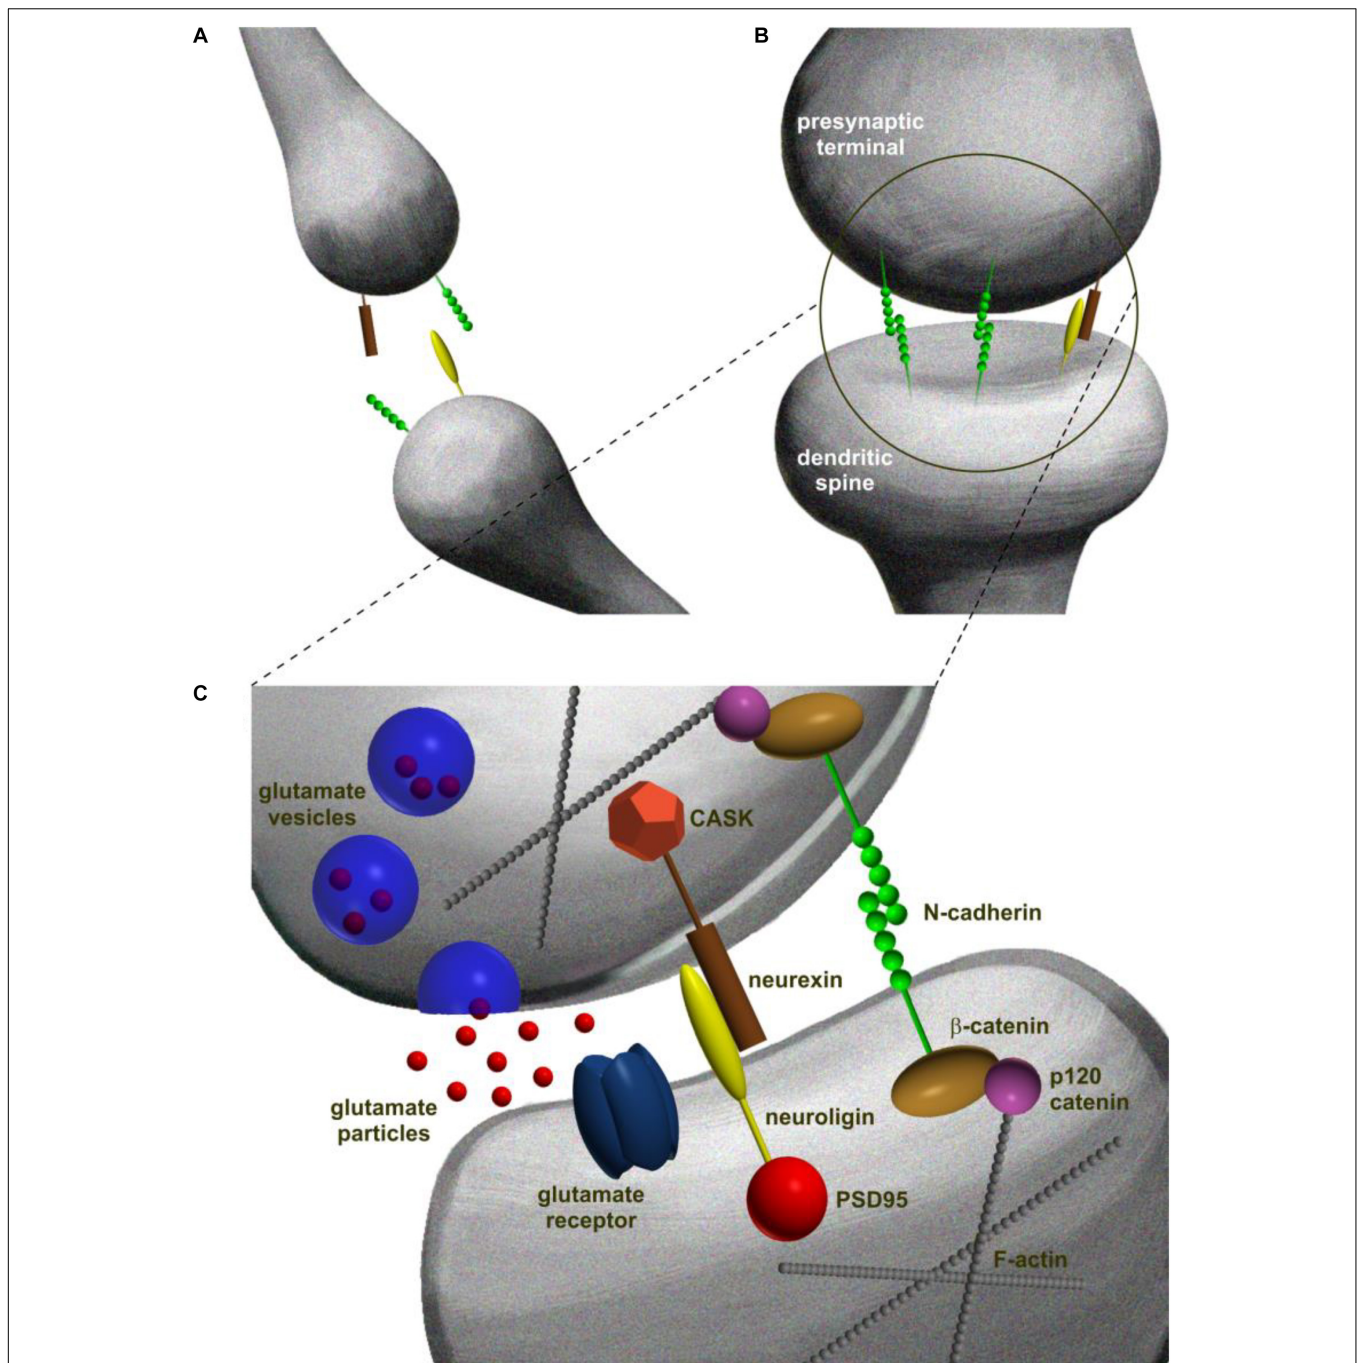 A
B
presynaptic
terminal
dendritic
spine
C
glutamate
vesicles
CASK
N-cadherin
neurexin
β-catenin
p120
catenin
glutamate
particles
neuroligin
glutamate
receptor
PSD95
F-actin